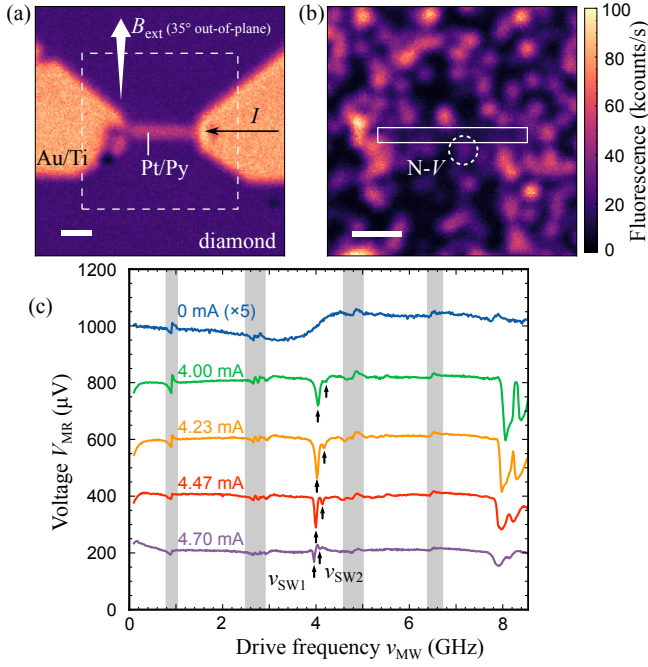 (a)
B_ext (35° out-of-plane)
I
Au/Ti
Pt/Py
diamond
(b)
N-V
100
80
60
40
20
0
Fluorescence (kcounts/s)
(c)
1200
1000
800
600
400
200
0
Voltage V_MR (µV)
0 mA (×5)
4.00 mA
4.23 mA
4.47 mA
4.70 mA
ν_SW1
ν_SW2
0 2 4 6 8
Drive frequency ν_MW (GHz)